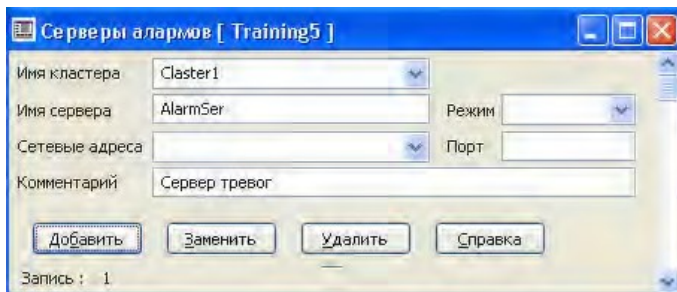 Серверы алармов [ Training5 ]
Имя кластера Claster1
Имя сервера AlarmSer Режим
Сетевые адреса Порт
Комментарий Сервер тревог
Добавить Заменить Удалить Справка
Запись : 1